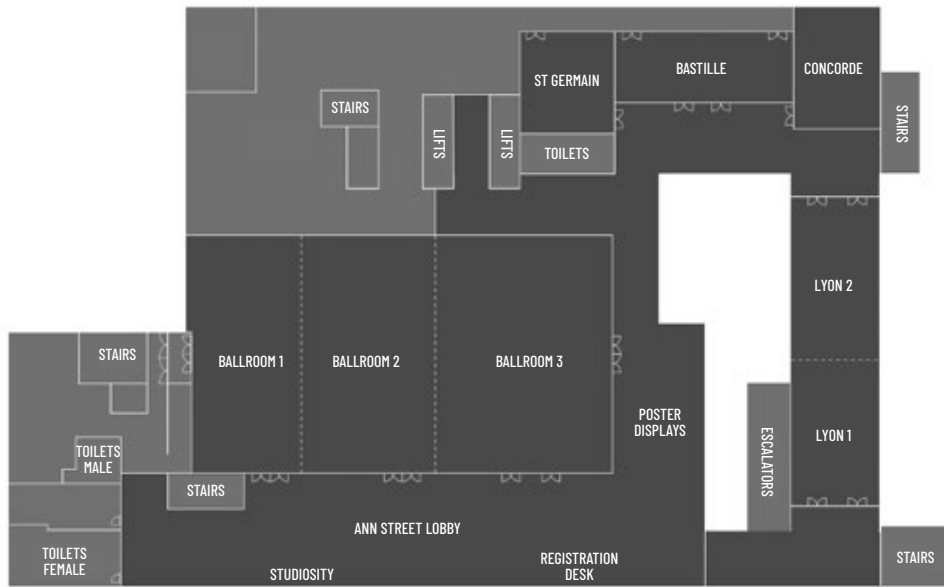 ST GERMAIN
BASTILLE
CONCORDE
STAIRS
STAIRS
LIFTS
LIFTS
TOILETS
LYON 2
STAIRS
BALLROOM 1
BALLROOM 2
BALLROOM 3
POSTER
DISPLAYS
ESCALATORS
LYON 1
TOILETS
MALE
STAIRS
ANN STREET LOBBY
TOILETS
FEMALE
STUDIOSITY
REGISTRATION
DESK
STAIRS